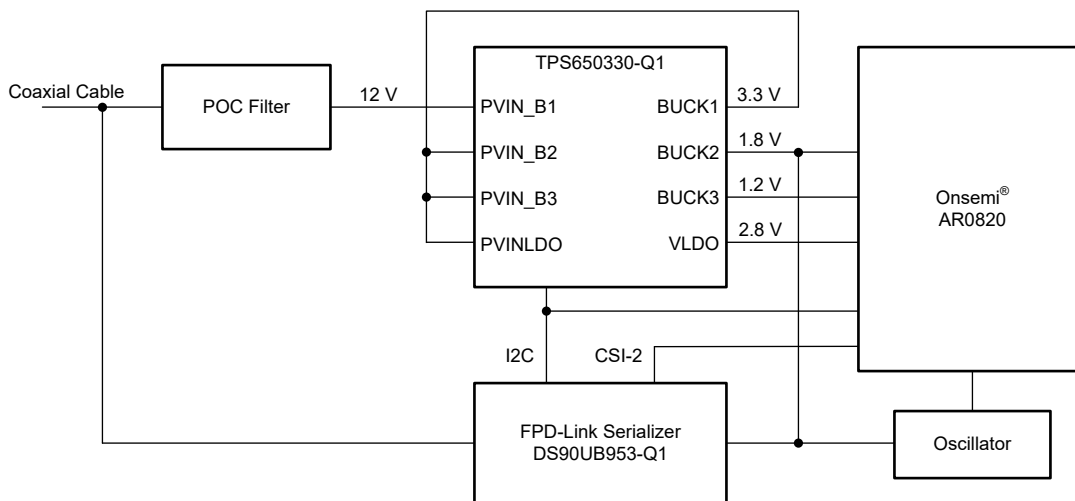 TPS650330-Q1
Coaxial Cable
POC Filter
12 V
PVIN_B1
BUCK1
3.3 V
PVIN_B2
BUCK2
1.8 V
PVIN_B3
BUCK3
1.2 V
PVINLDO
VLDO
2.8 V
Onsemi®
AR0820
I2C
CSI-2
FPD-Link Serializer
DS90UB953-Q1
Oscillator